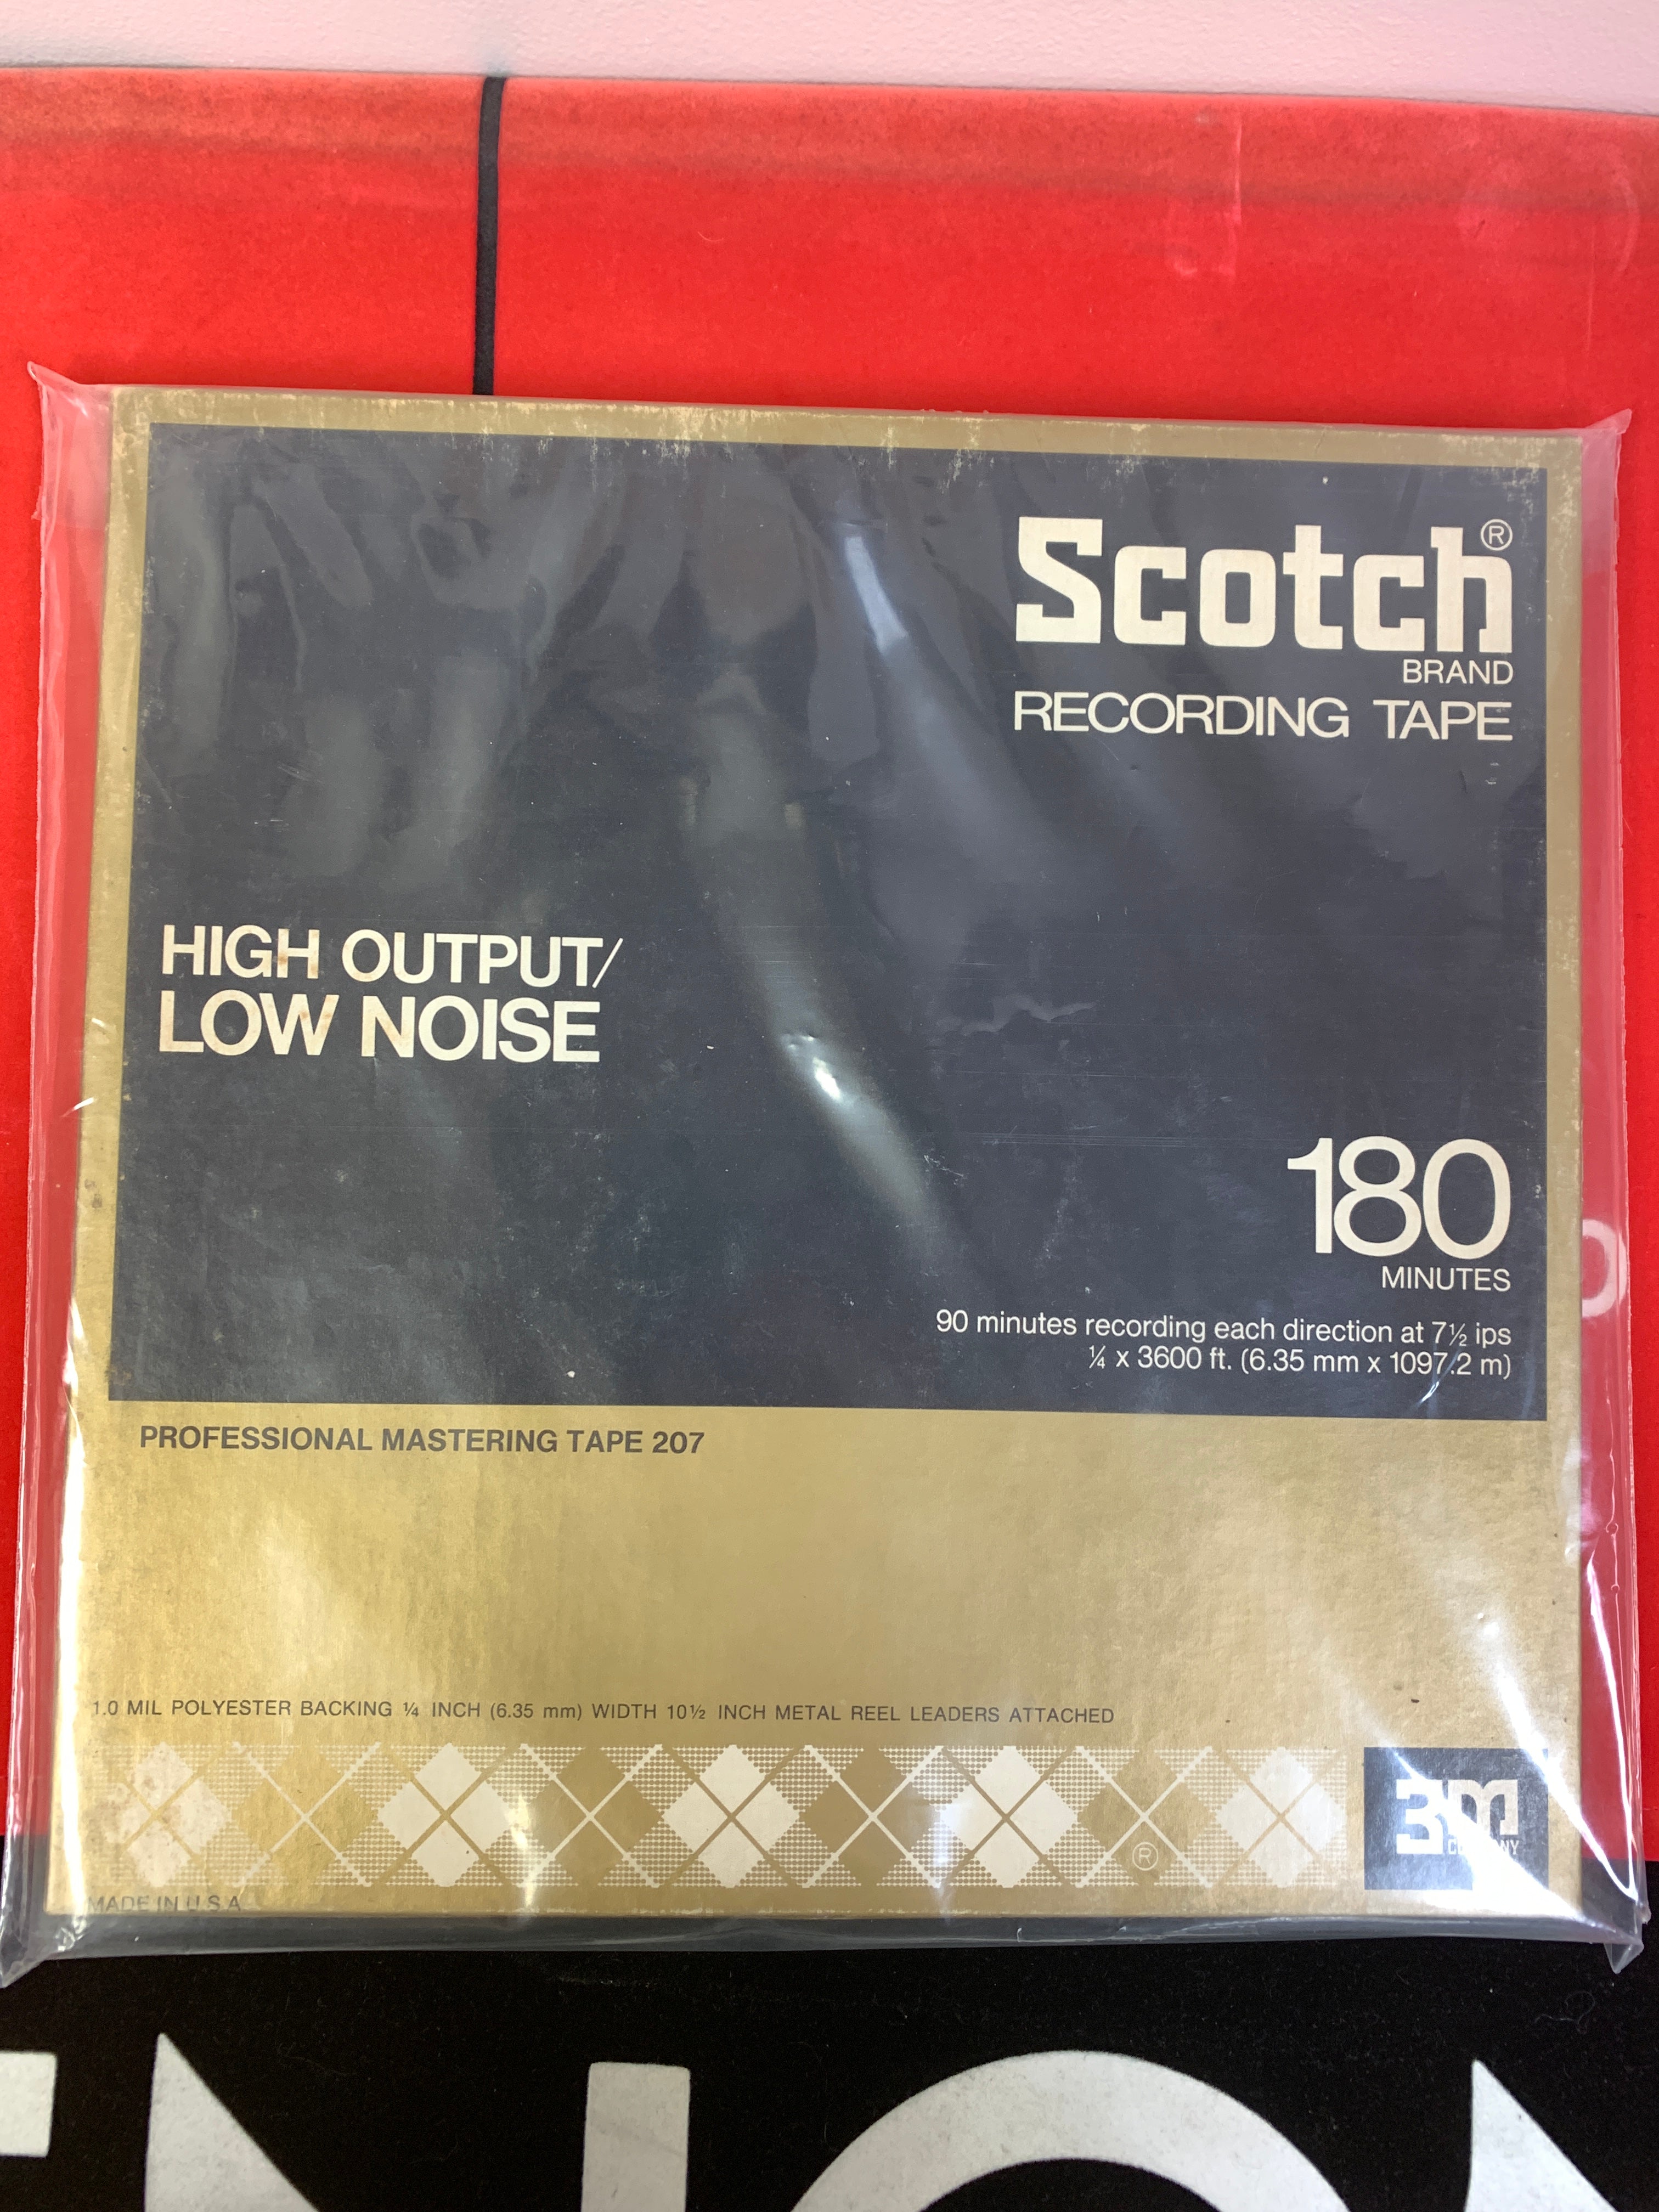 Scotch®
BRAND
RECORDING TAPE
HIGH OUTPUT/
LOW NOISE
180
MINUTES
90 minutes recording each direction at 7½ ips
¼ x 3600 ft. (6.35 mm x 1097.2 m)
PROFESSIONAL MASTERING TAPE 207
1.0 MIL POLYESTER BACKING ¼ INCH (6.35 mm) WIDTH 10½ INCH METAL REEL LEADERS ATTACHED
®
3M
COMPANY
MADE IN U.S.A.